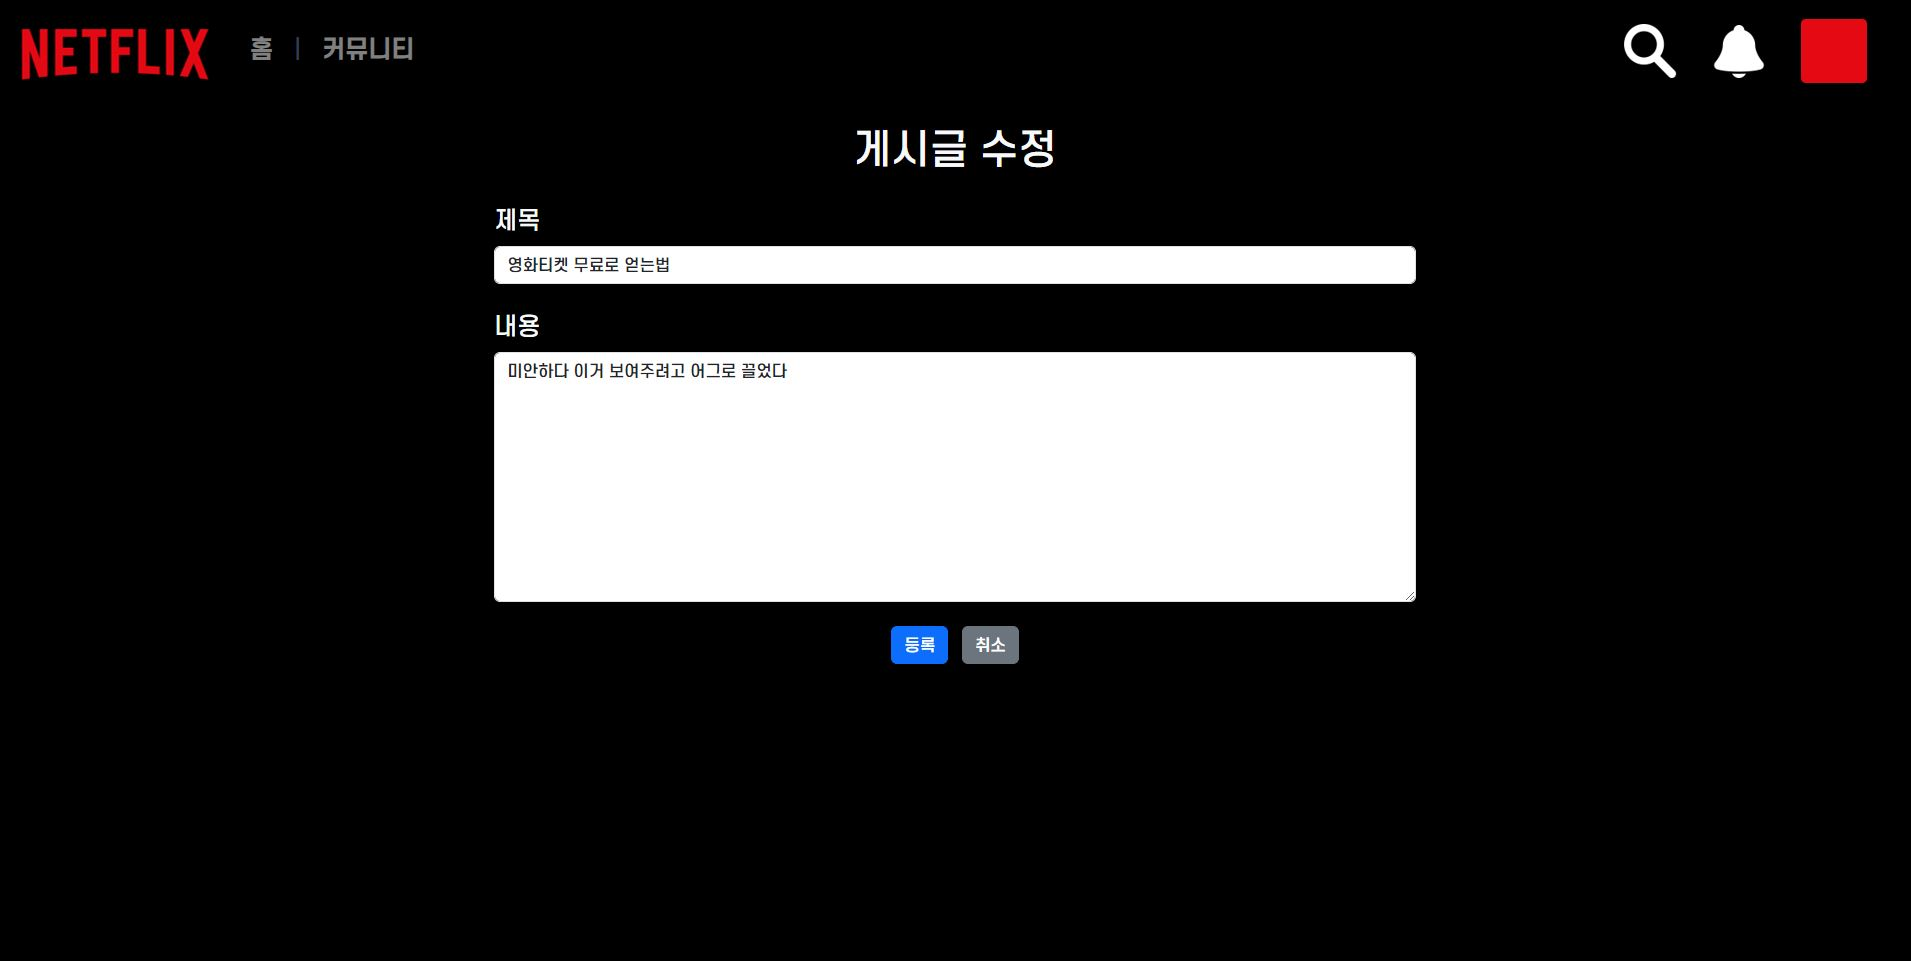 NETFLIX 홈 | 커뮤니티
게시글 수정
제목
영화티켓 무료로 얻는법
내용
미안하다 이거 보여주려고 어그로 끌었다
등록 취소